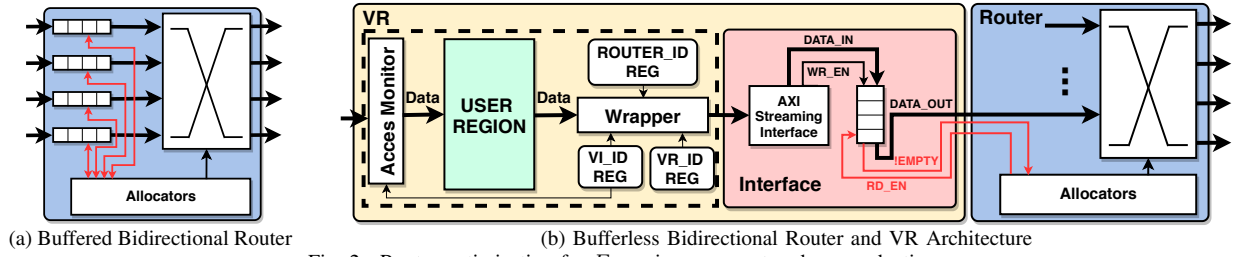 Allocators
(a) Buffered Bidirectional Router
VR
Acces Monitor
Data
USER
REGION
Data
ROUTER_ID
REG
Wrapper
VI_ID
REG
VR_ID
REG
DATA_IN
WR_EN
AXI
Streaming
Interface
DATA_OUT
!EMPTY
RD_EN
Interface
Router
Allocators
(b) Bufferless Bidirectional Router and VR Architecture